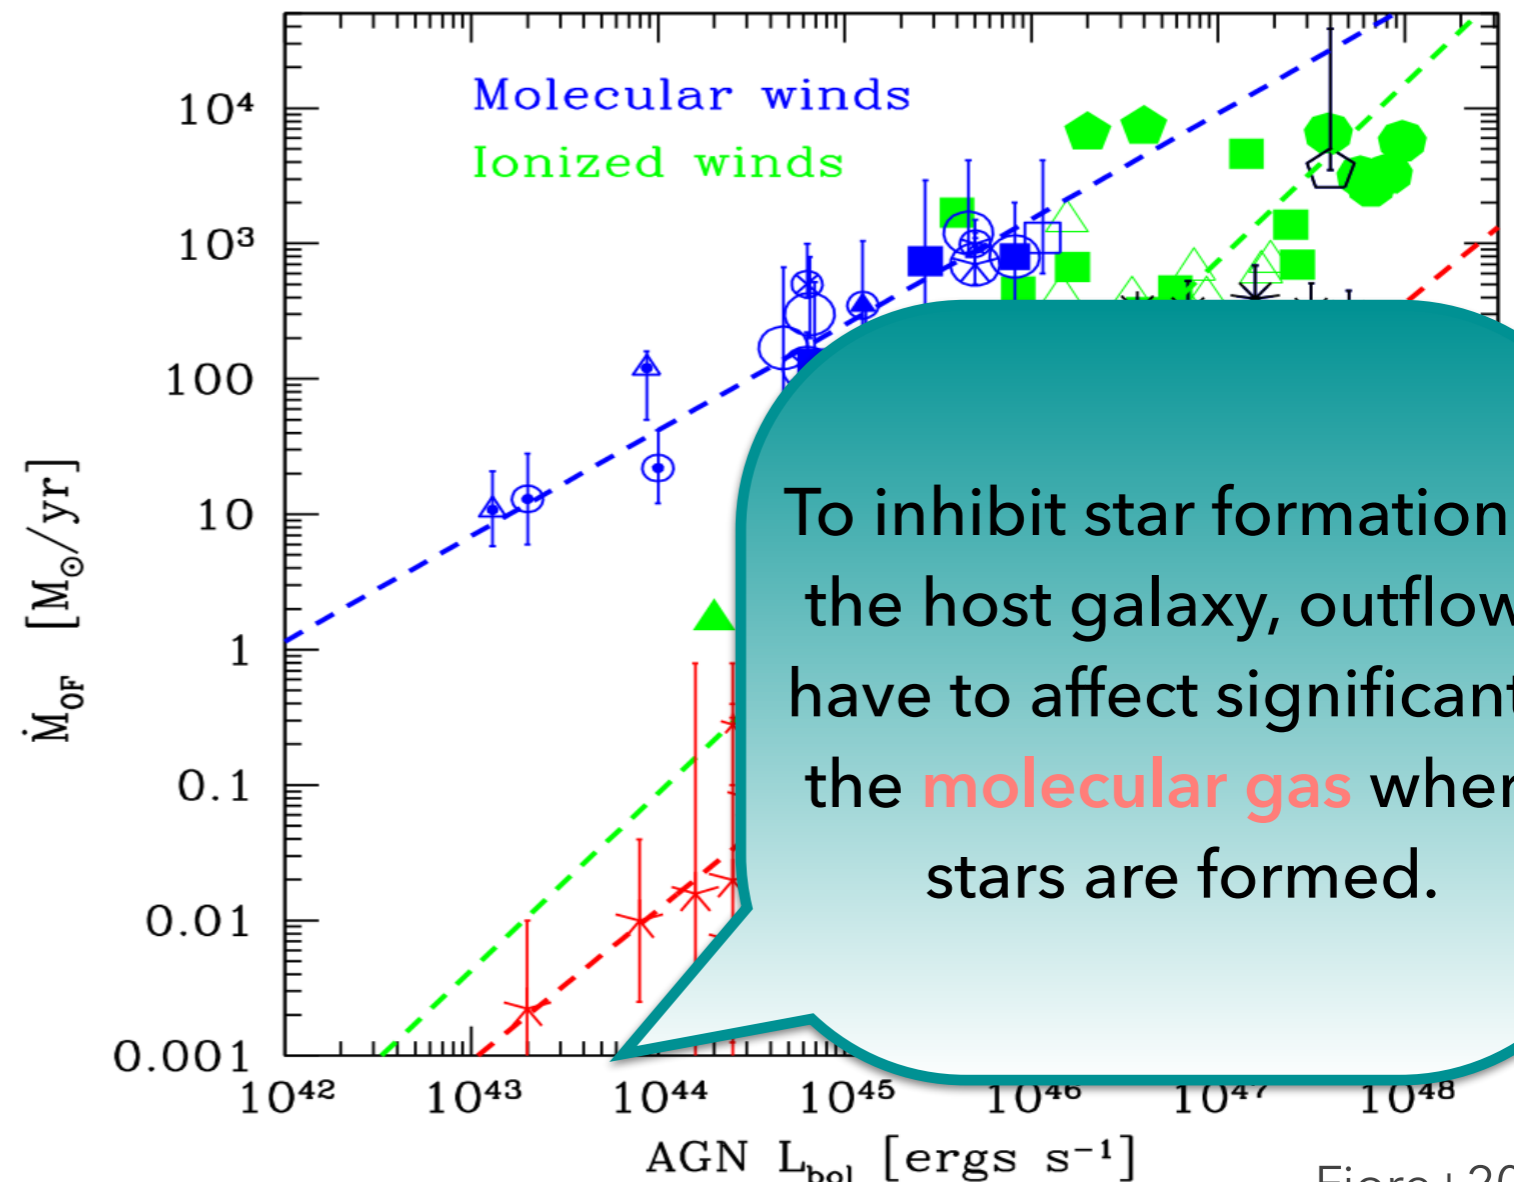 Molecular winds
Ionized winds
10⁴
10³
100
10
1
0.1
0.01
0.001
Ṁ_OF [M_⊙/yr]
To inhibit star formation
the host galaxy, outflow
have to affect significant
the molecular gas wher
stars are formed.
10⁴² 10⁴³ 10⁴⁴ 10⁴⁵ 10⁴⁶ 10⁴⁷ 10⁴⁸
AGN L_bol [ergs s⁻¹]